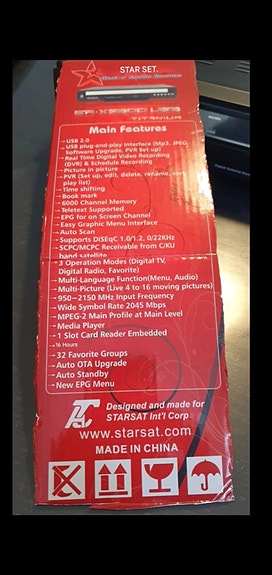 STAR SET.
SR-X2500 USB
TITANIUM
Main Features
→USB 2.0
USB plug-and-play Interface (Mp3, JPEG,
Software Upgrade, PVR Set up)
→Real Time Digital Video Recording
(DVR) & Schedule Recording
→Picture in picture
→PVR (Set up, edit, delete, rename, sort
play list)
→Time shifting
→Book mark
→6000 Channel Memory
→Teletext Supported
→EPG for on Screen Channel
→Easy Graphic Menu Interface
→Auto Scan
→Supports DiSEqC 1.0/1.2, 0/22KHz
→SCPC/MCPC Receivable from C/KU
band satellite
→3 Operation Modes (Digital TV,
Digital Radio, Favorite)
→Multi-Language Function(Menu, Audio)
→Multi-Picture (Live 4 to 16 moving pictures)
→950~2150 MHz Input Frequency
→Wide Symbol Rate 2045 Mbps
→MPEG-2 Main Profile at Main Level
→Media Player
→1 Slot Card Reader Embedded
→16 Hours
→32 Favorite Groups
→Auto OTA Upgrade
→Auto Standby
→New EPG Menu
Designed and made for
STARSAT Int'l Corp
www.starsat.com
MADE IN CHINA